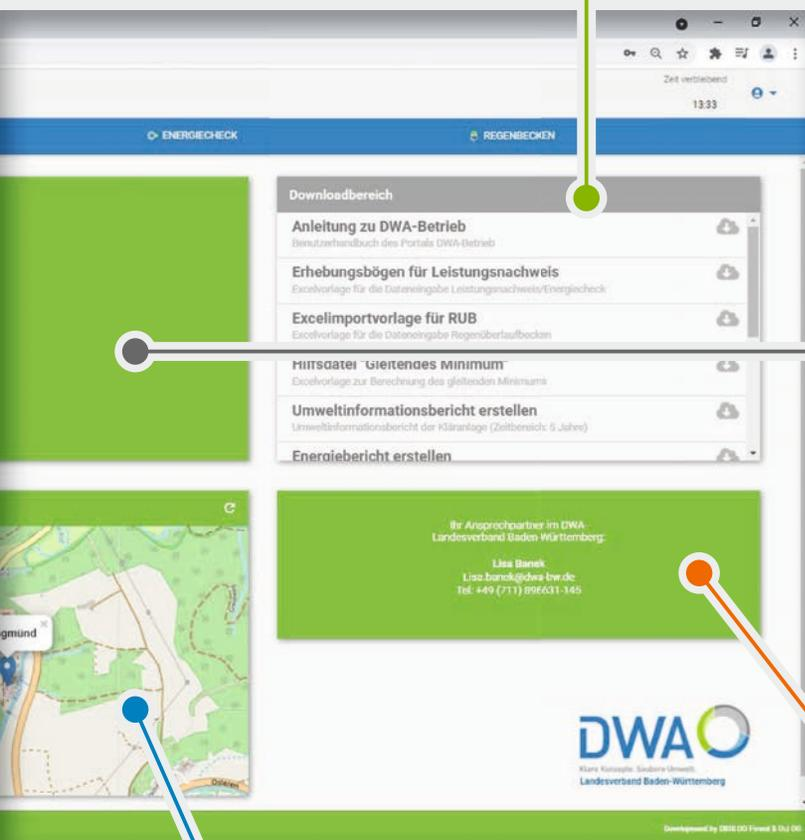 Zeit verbleibend
13:33
ENERGIECHECK
REGENBECKEN
Downloadbereich
Anleitung zu DWA-Betrieb
Benutzerhandbuch des Portals DWA-Betrieb
Erhebungsbögen für Leistungsnachweis
Excelvorlage für die Dateneingabe Leistungsnachweis/Energiecheck
Excelimportvorlage für RUB
Excelvorlage für die Dateneingabe Regenüberlaufbecken
Hilfsdatei "Gleitendes Minimum"
Excelvorlage zur Berechnung des gleitenden Minimums
Umweltinformationsbericht erstellen
Umweltinformationsbericht der Kläranlage (Zeitbereich: 5 Jahre)
Energiebericht erstellen
gmünd
Ihr Ansprechpartner im DWA-
Landesverband Baden-Württemberg:
Lisa Banek
Lisa.banek@dwa-bw.de
Tel: +49 (711) 896631-145
DWA
Klare Konzepte. Saubere Umwelt.
Landesverband Baden-Württemberg
Development by